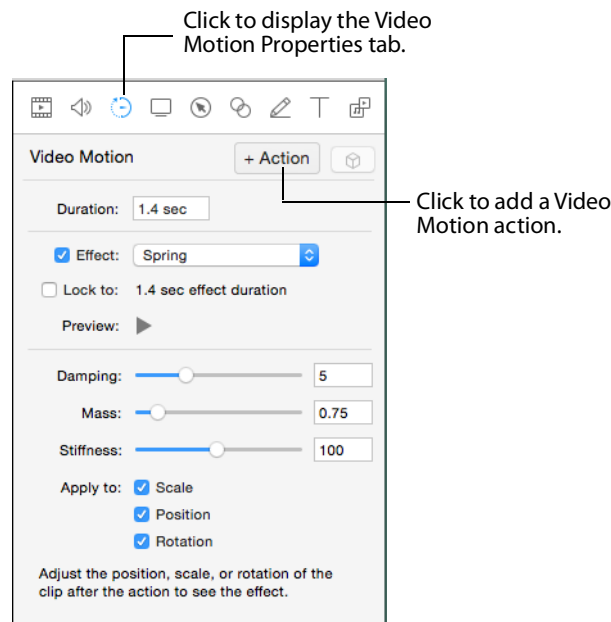 Click to display the Video
Motion Properties tab.
Video Motion
+ Action
Click to add a Video
Motion action.
Duration: 1.4 sec
Effect: Spring
Lock to: 1.4 sec effect duration
Preview:
Damping: 5
Mass: 0.75
Stiffness: 100
Apply to: Scale
Position
Rotation
Adjust the position, scale, or rotation of the
clip after the action to see the effect.